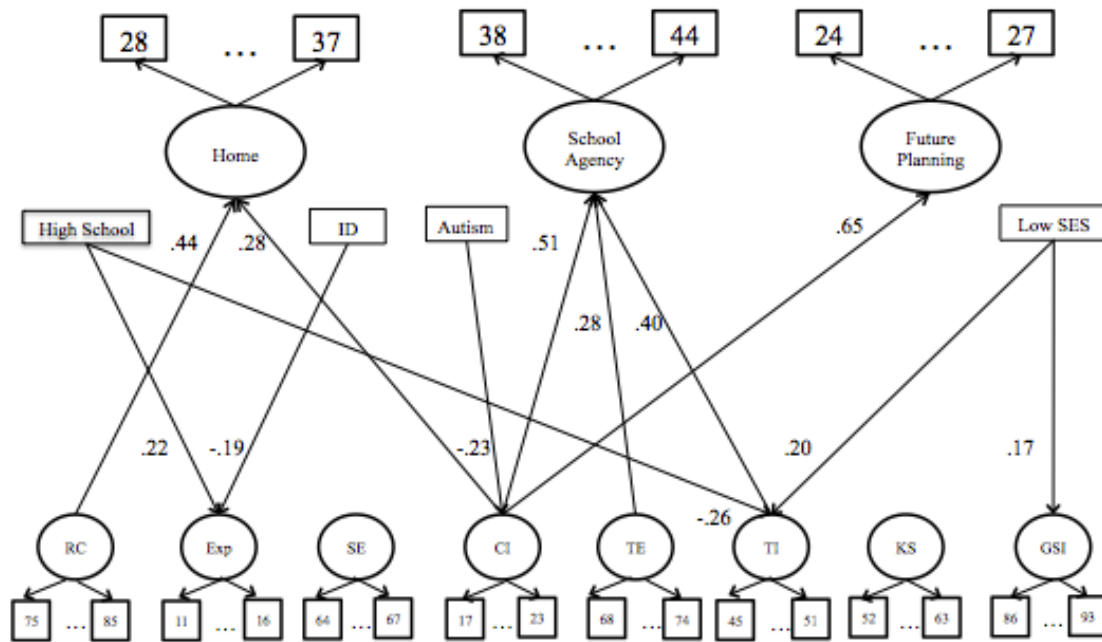 28 ... 37 38 ... 44 24 ... 27
Home
School
Agency
Future
Planning
High School ID Autism Low SES
.44 .28 .51 .65
.28 .40
.22 -.19 -.23 .20 .17
-.26
RC Exp SE CI TE TI KS GSI
75 ... 85 11 ... 16 64 ... 67 17 ... 23 68 ... 74 45 ... 51 52 ... 63 86 ... 93